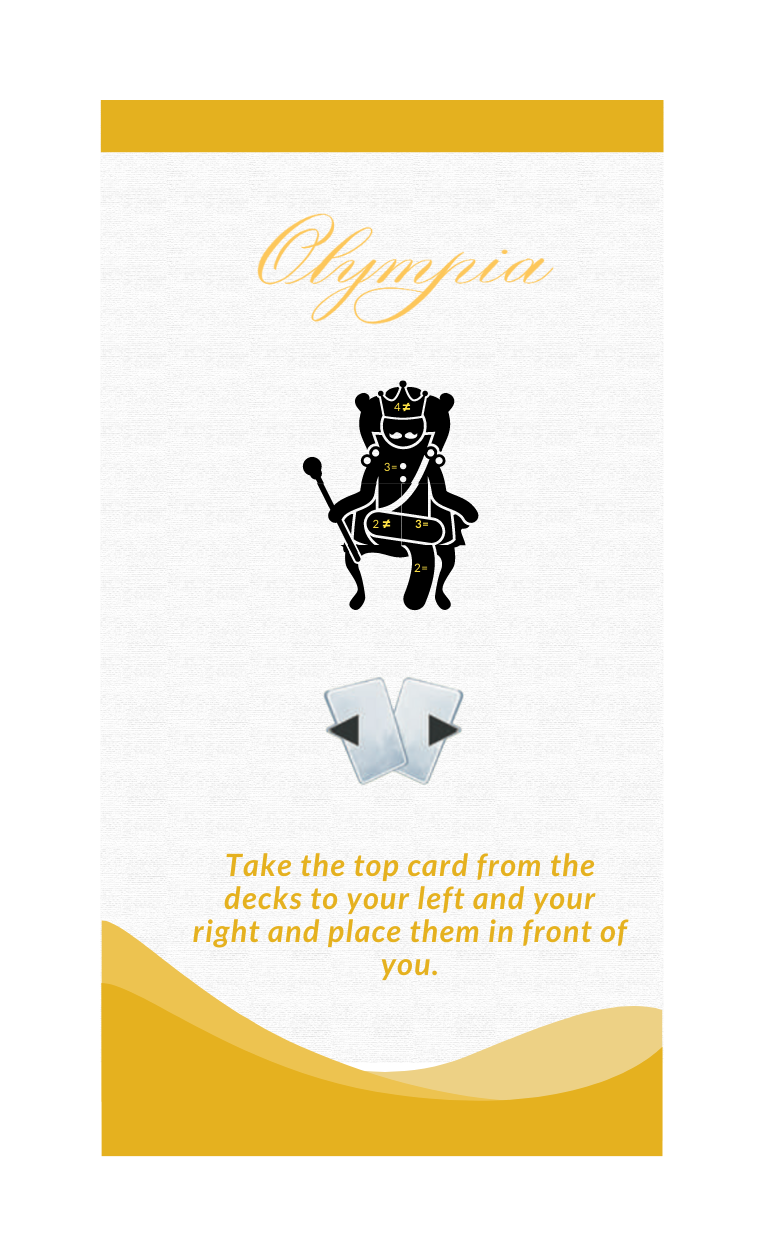 Olympia
4≠
3=
2≠ 3=
2=
Take the top card from the
decks to your left and your
right and place them in front of
you.